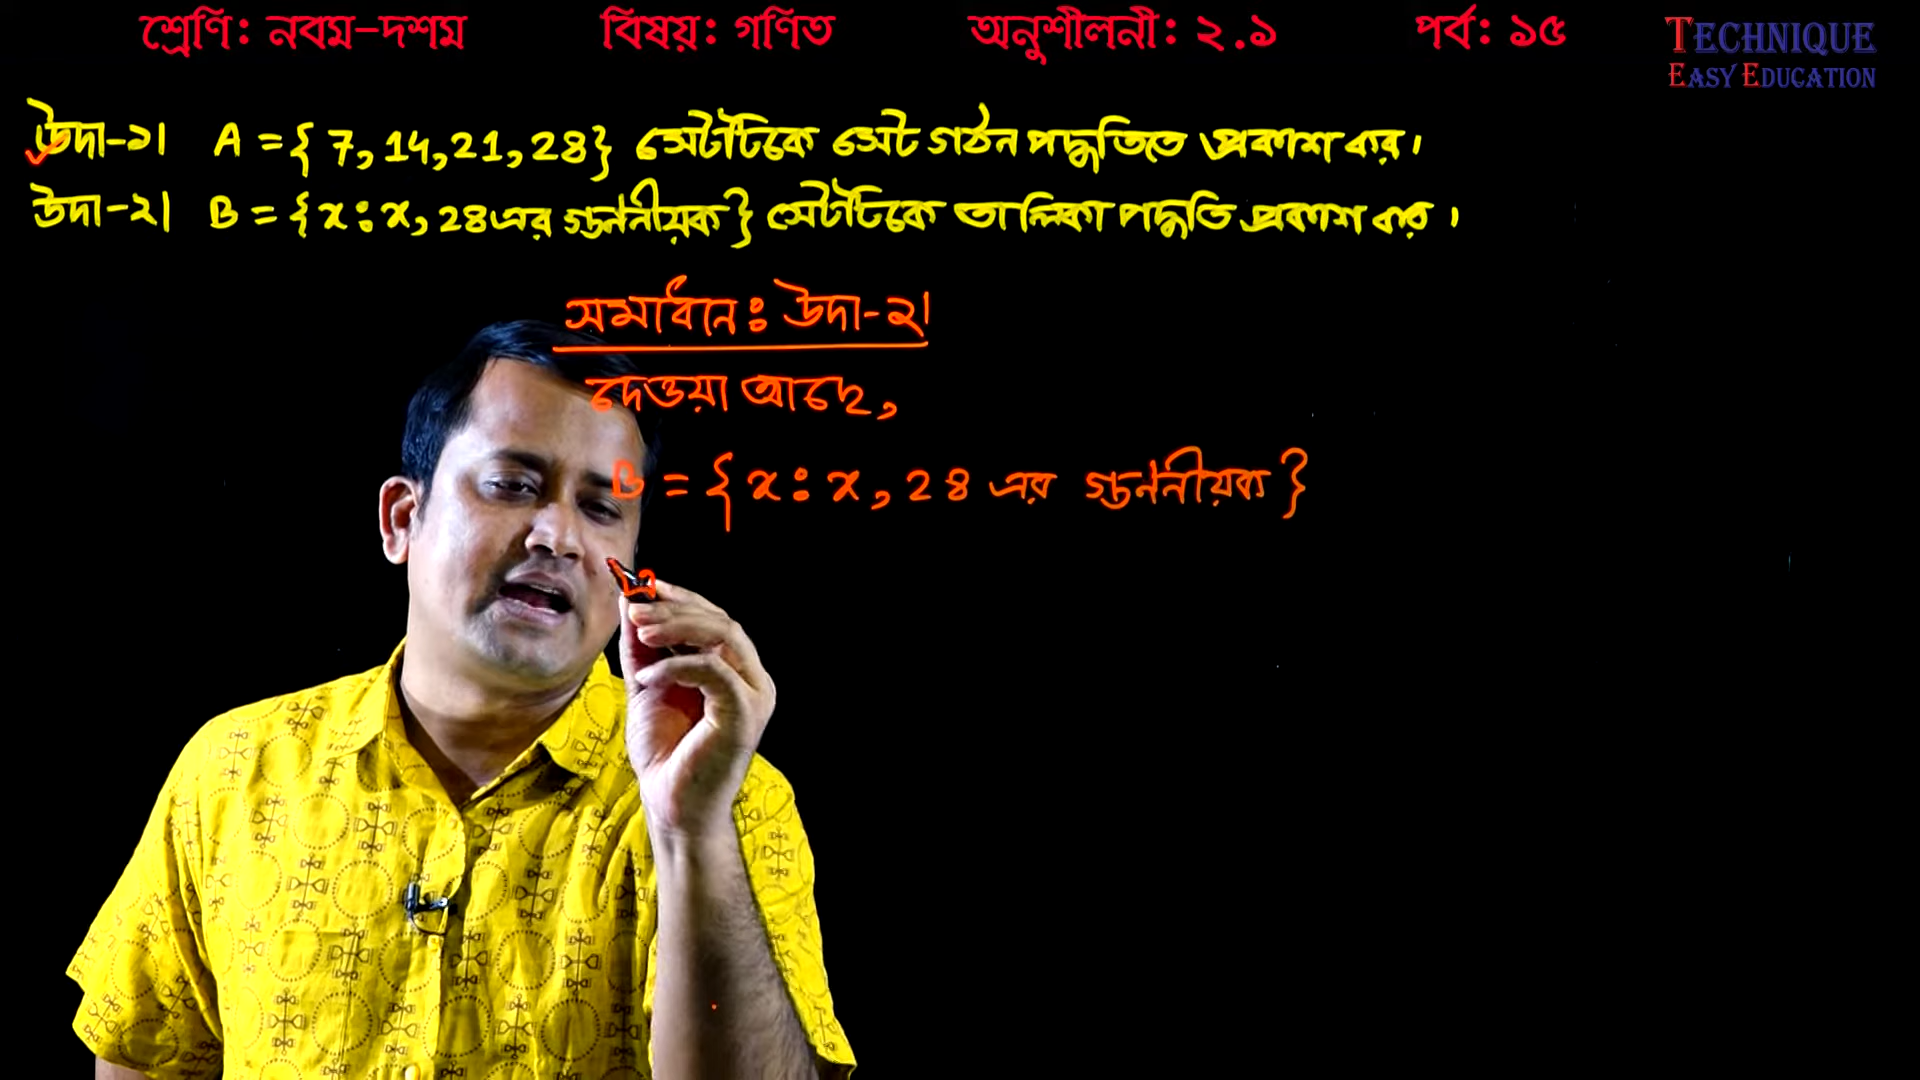 শ্রেণি: নবম-দশম বিষয়: গণিত অনুশীলনী: ২.১ পর্ব: ১৫
TECHNIQUE
EASY EDUCATION
উদা-১। A = {7, 14, 21, 28} সেটটিকে সেট গঠন পদ্ধতিতে প্রকাশ কর।
উদা-২। B = {x : x, 28 এর গুণনীয়ক} সেটটিকে তালিকা পদ্ধতি প্রকাশ কর।
সমাধান : উদা-২।
দেওয়া আছে,
B = {x : x, 28 এর গুণনীয়ক}